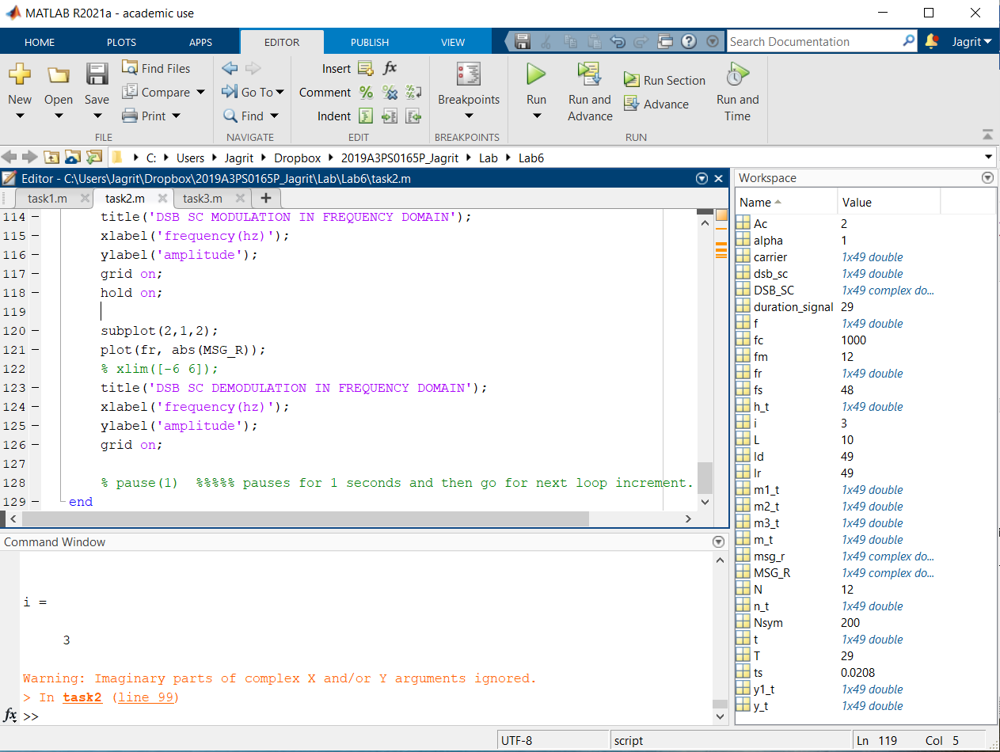 MATLAB R2021a - academic use
HOME PLOTS APPS EDITOR PUBLISH VIEW Search Documentation Jagrit
New Open Save Find Files Compare Print
FILE
Go To Find
NAVIGATE
Insert fx
Comment
Indent
EDIT
Breakpoints
BREAKPOINTS
Run Run and Advance Run Section Advance Run and Time
RUN
C: Users Jagrit Dropbox 2019A3PS0165P_Jagrit Lab Lab6
Editor - C:\Users\Jagrit\Dropbox\2019A3PS0165P_Jagrit\Lab\Lab6\task2.m
task1.m task2.m task3.m
114 title('DSB SC MODULATION IN FREQUENCY DOMAIN');
115 xlabel('frequency(hz)');
116 ylabel('amplitude');
117 grid on;
118 hold on;
119
120 subplot(2,1,2);
121 plot(fr, abs(MSG_R));
122 % xlim([-6 6]);
123 title('DSB SC DEMODULATION IN FREQUENCY DOMAIN');
124 xlabel('frequency(hz)');
125 ylabel('amplitude');
126 grid on;
127
128 % pause(1) %%%%% pauses for 1 seconds and then go for next loop increment.
129 end
Command Window
i =
3
Warning: Imaginary parts of complex X and/or Y arguments ignored.
> In task2 (line 99)
fx >>
Workspace
Name Value
Ac 2
alpha 1
carrier 1x49 double
dsb_sc 1x49 double
DSB_SC 1x49 complex do...
duration_signal 29
f 1x49 double
fc 1000
fm 12
fr 1x49 double
fs 48
h_t 1x49 double
i 3
L 10
ld 49
lr 49
m1_t 1x49 double
m2_t 1x49 double
m3_t 1x49 double
m_t 1x49 double
msg_r 1x49 complex do...
MSG_R 1x49 complex do...
N 12
n_t 1x49 double
Nsym 200
t 1x49 double
T 29
ts 0.0208
y1_t 1x49 double
y_t 1x49 double
UTF-8 script Ln 119 Col 5